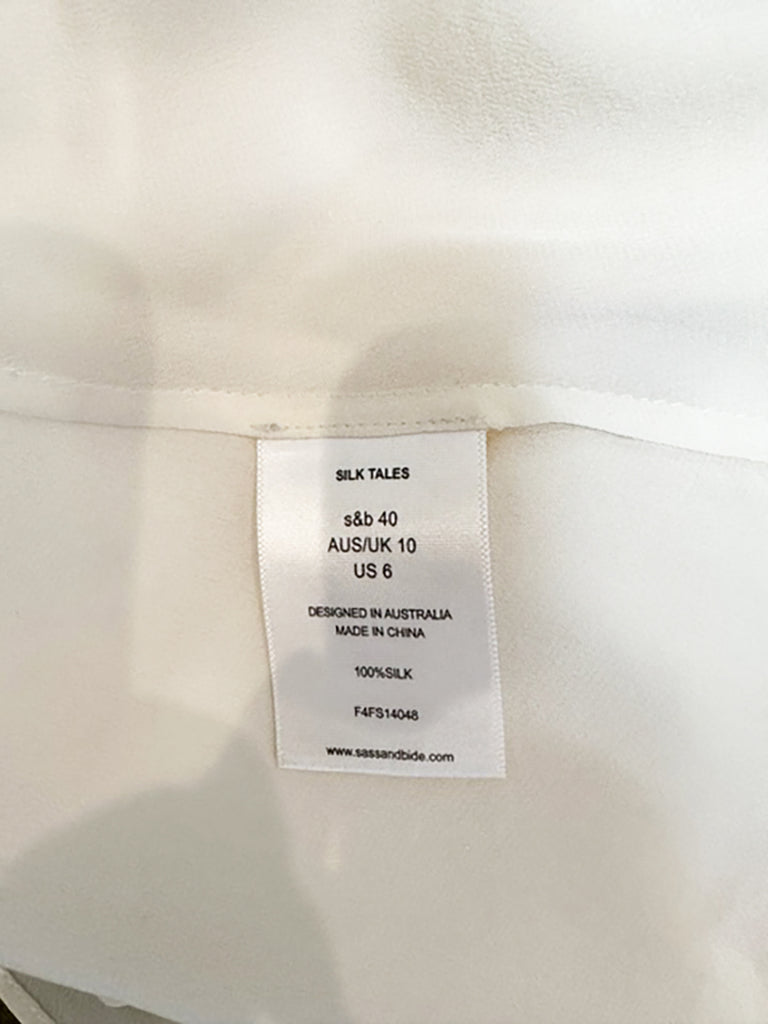 SILK TALES
s&b 40
AUS/UK 10
US 6
DESIGNED IN AUSTRALIA
MADE IN CHINA
100%SILK
F4FS14048
www.sassandbide.com